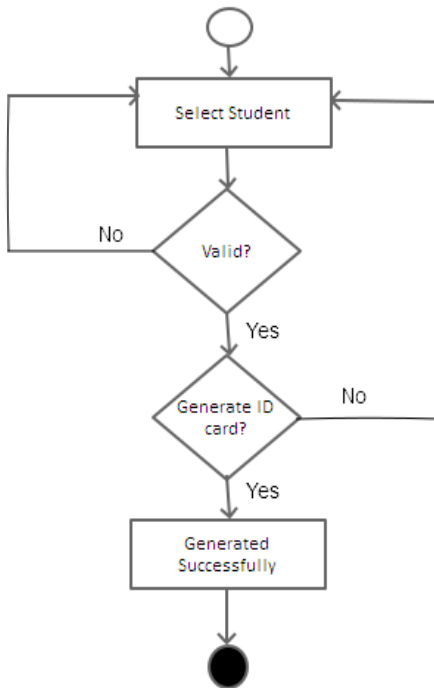 Select Student
Valid?
No
Yes
Generate ID
card?
No
Yes
Generated
Successfully